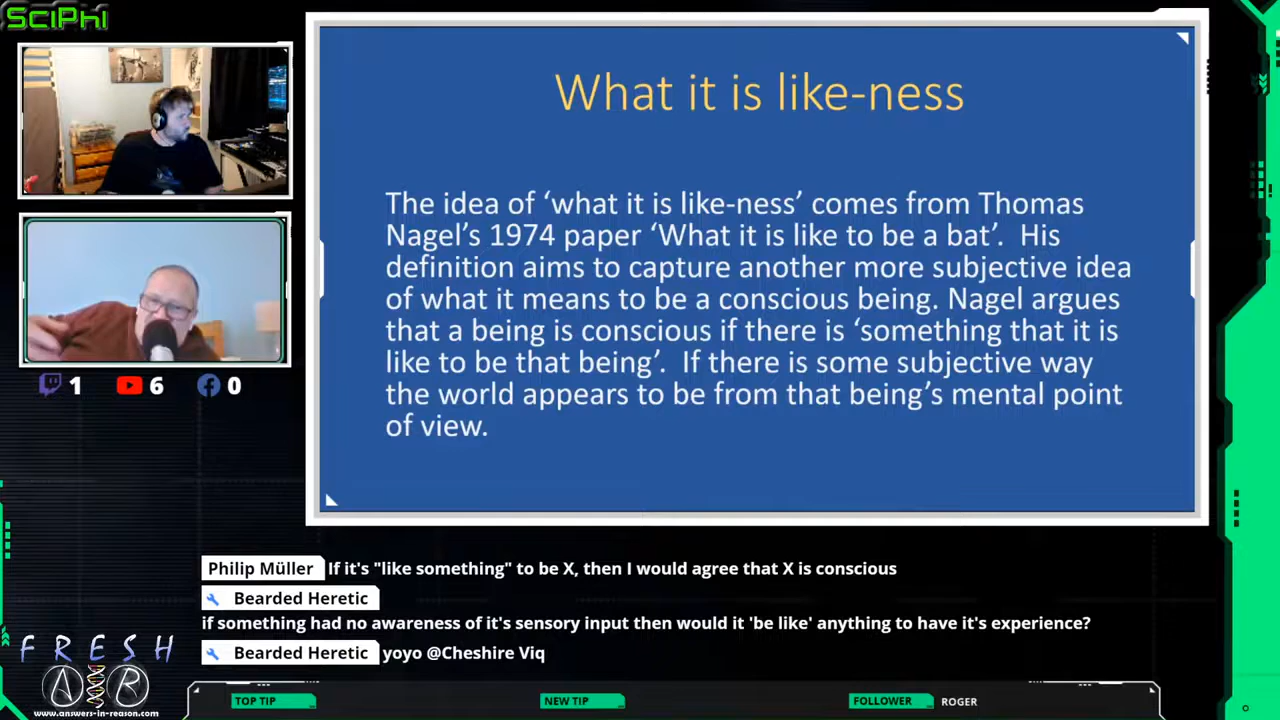 SCIPHI
What it is like-ness
The idea of ‘what it is like-ness’ comes from Thomas
Nagel’s 1974 paper ‘What it is like to be a bat’.  His
definition aims to capture another more subjective idea
of what it means to be a conscious being. Nagel argues
that a being is conscious if there is ‘something that it is
like to be that being’.  If there is some subjective way
the world appears to be from that being’s mental point
of view.
1 6 0
Philip Müller If it's "like something" to be X, then I would agree that X is conscious
Bearded Heretic
if something had no awareness of it's sensory input then would it 'be like' anything to have it's experience?
Bearded Heretic yoyo @Cheshire Viq
FRESH
AiR
www.answers-in-reason.com
TOP TIP NEW TIP FOLLOWER ROGER